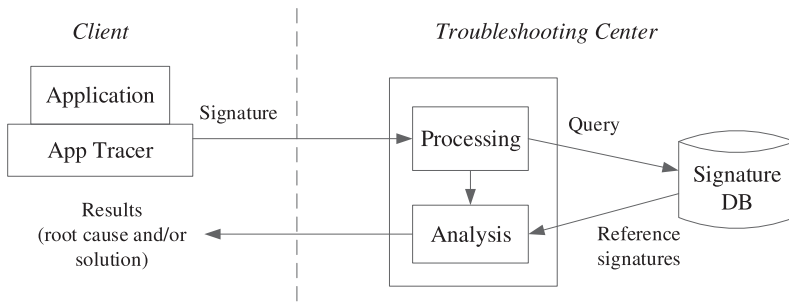 Client
Troubleshooting Center
Application
App Tracer
Signature
Processing
Query
Signature
DB
Results
(root cause and/or
solution)
Analysis
Reference
signatures